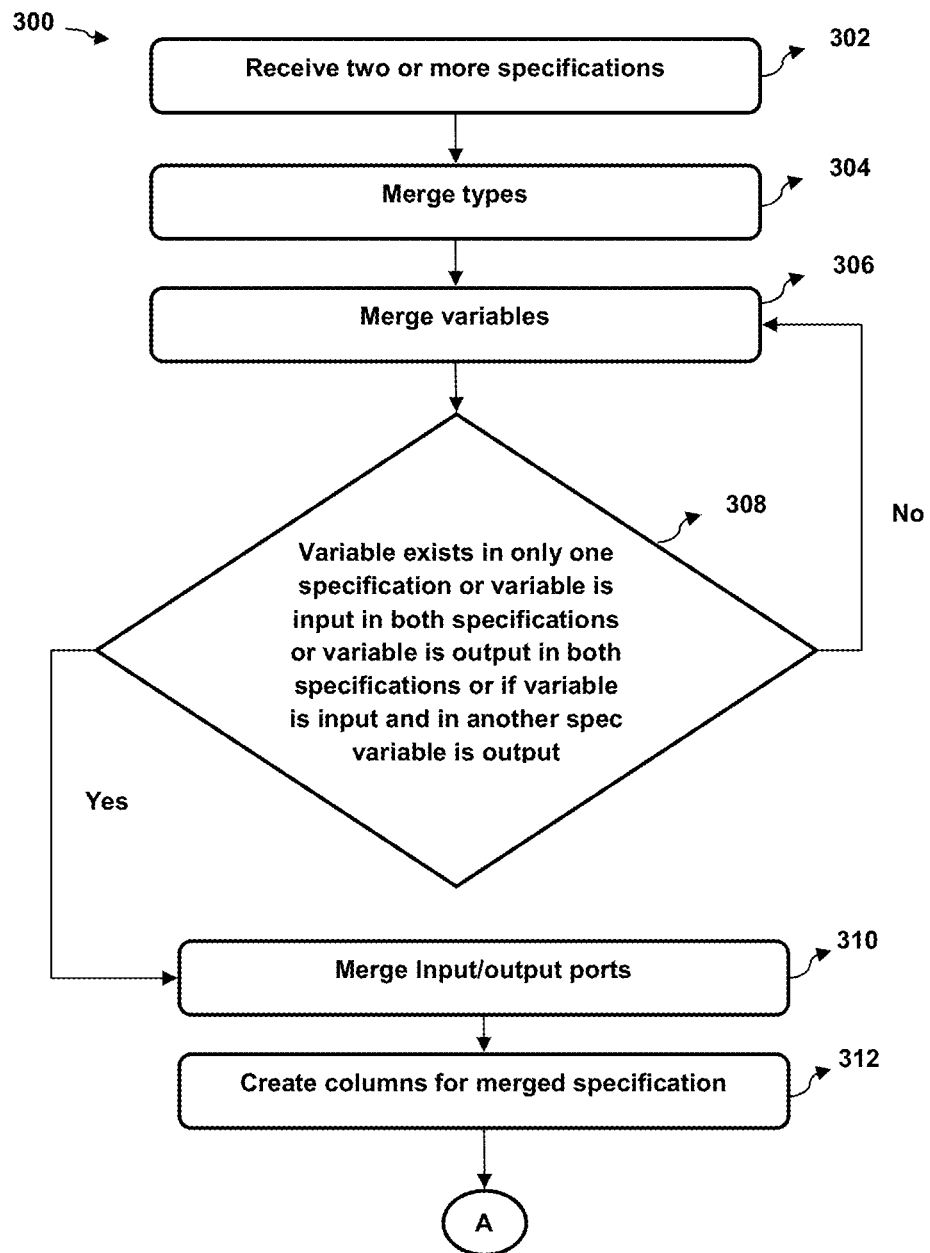 300
Receive two or more specifications
302
Merge types
304
Merge variables
306
308
No
Variable exists in only one
specification or variable is
input in both specifications
or variable is output in both
specifications or if variable
is input and in another spec
variable is output
Yes
Merge Input/output ports
310
Create columns for merged specification
312
A